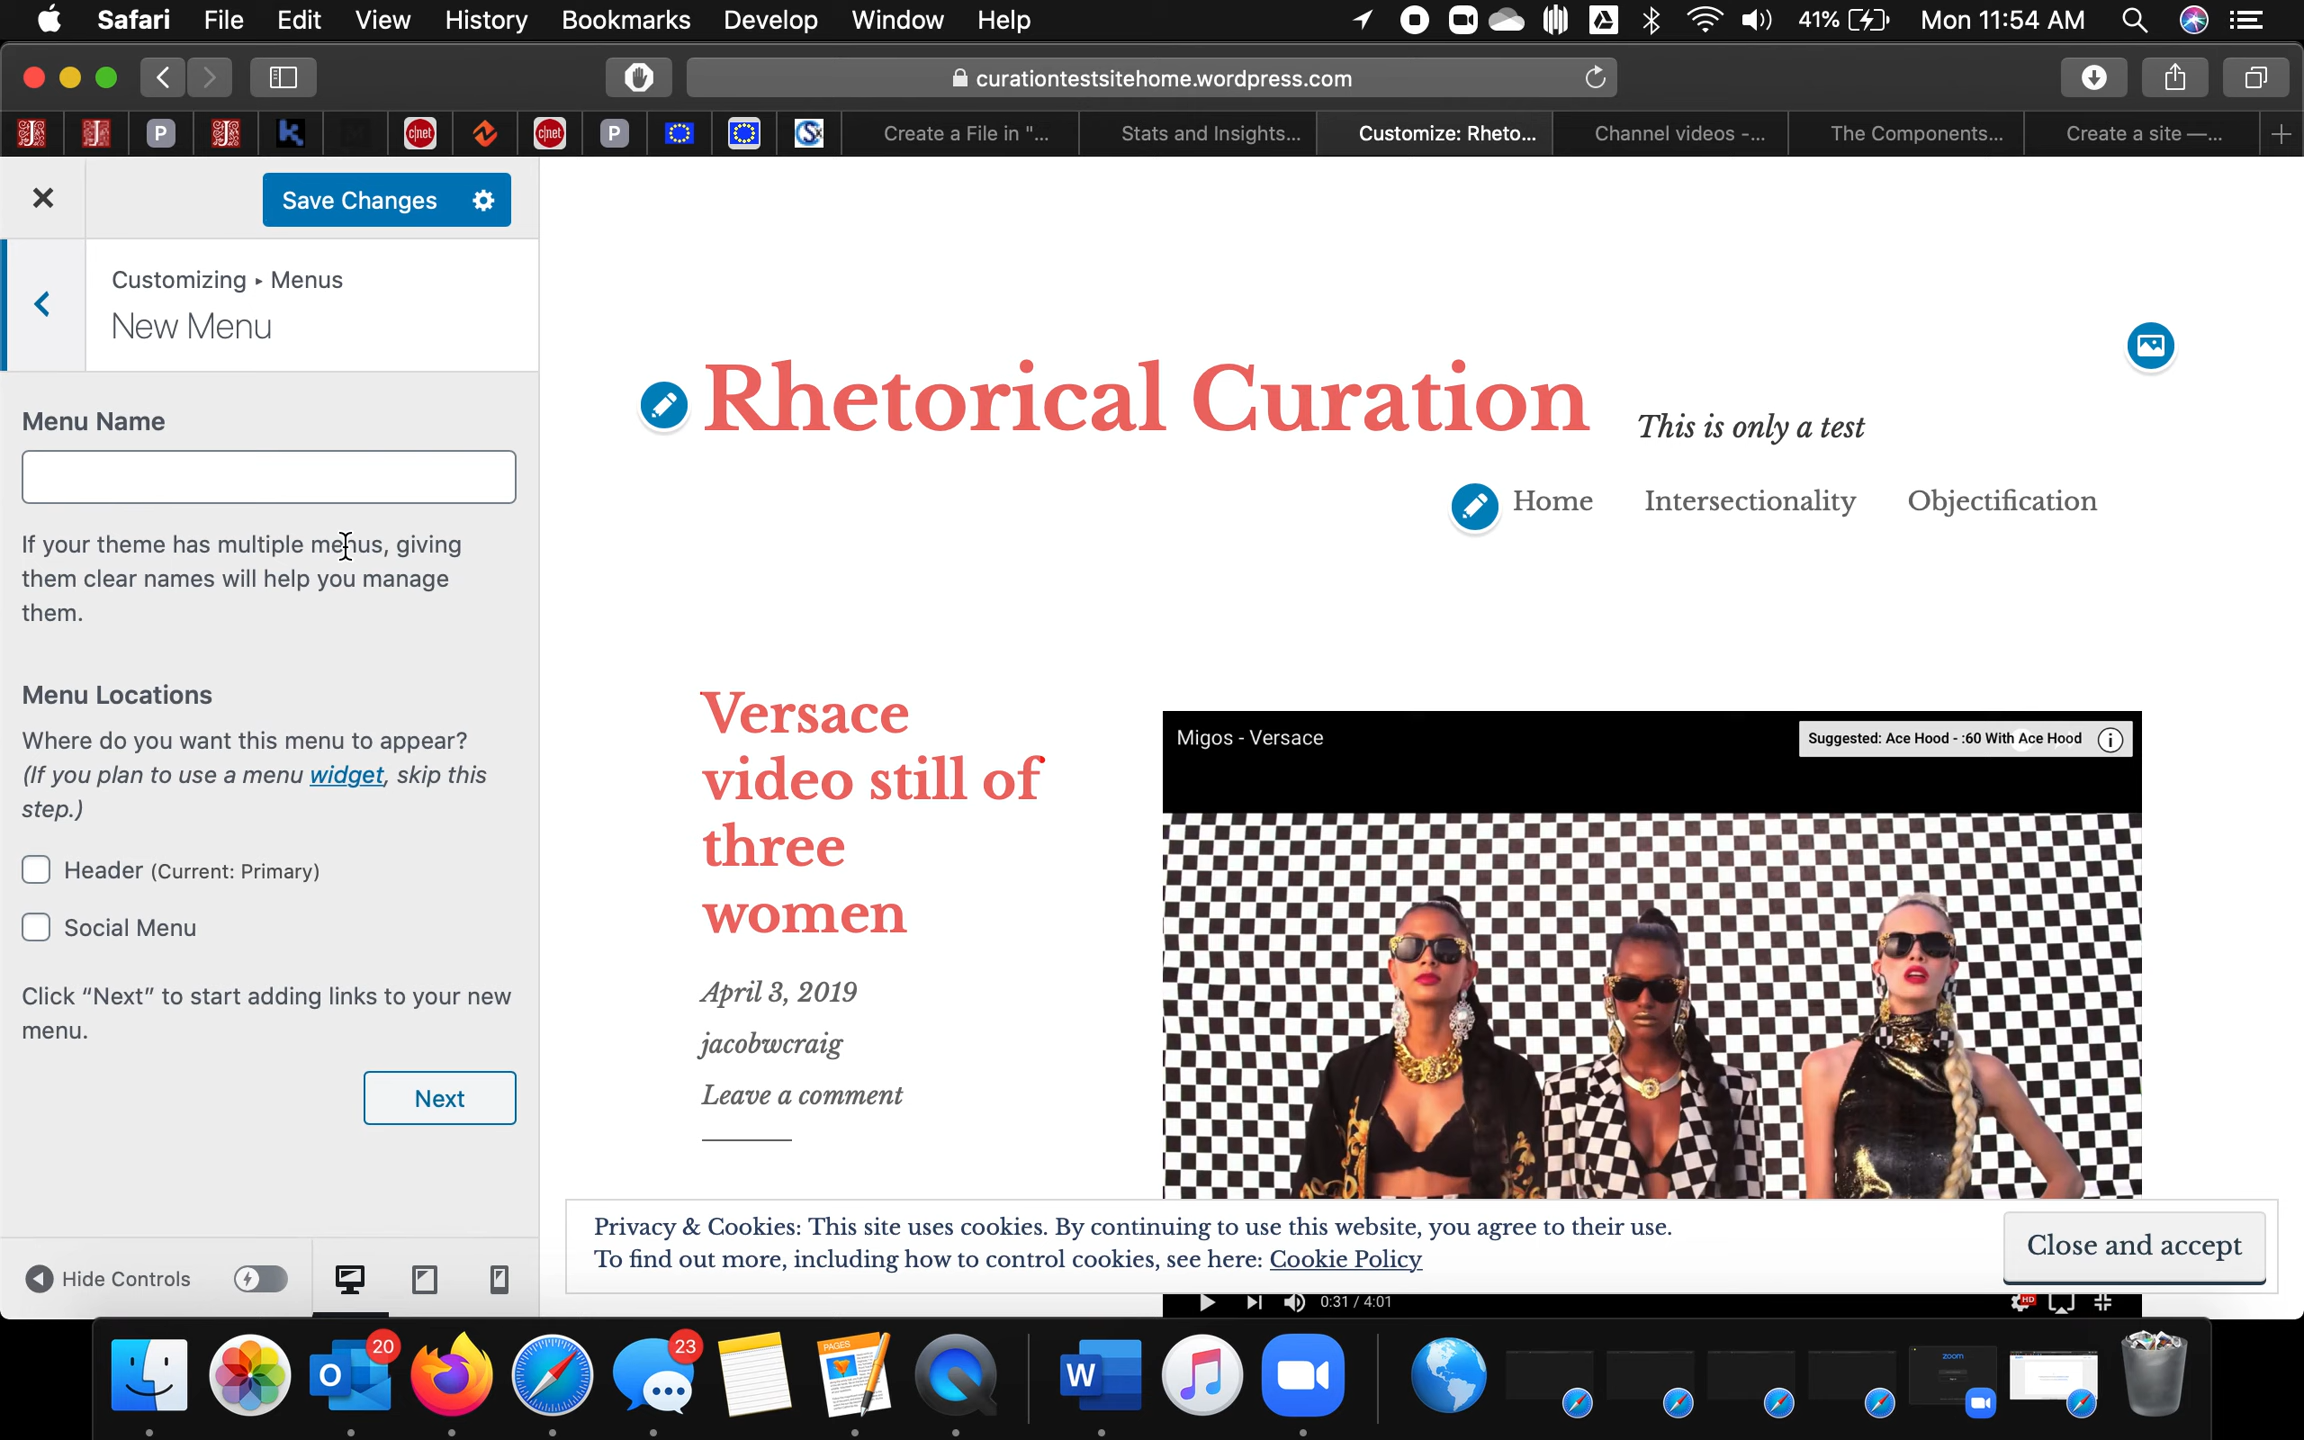 Safari File Edit View History Bookmarks Develop Window Help
41% Mon 11:54 AM
curationtestsitehome.wordpress.com
P c|net c|net P
Create a File in "... Stats and Insights... Customize: Rheto... Channel videos -... The Components... Create a site —...
Save Changes
Customizing ▸ Menus
New Menu
Menu Name
If your theme has multiple menus, giving
them clear names will help you manage
them.
Menu Locations
Where do you want this menu to appear?
(If you plan to use a menu widget, skip this
step.)
Header (Current: Primary)
Social Menu
Click “Next” to start adding links to your new
menu.
Next
Hide Controls
Rhetorical Curation
This is only a test
Home Intersectionality Objectification
Versace
video still of
three
women
April 3, 2019
jacobwcraig
Leave a comment
Migos - Versace
Suggested: Ace Hood - :60 With Ace Hood
Privacy & Cookies: This site uses cookies. By continuing to use this website, you agree to their use.
To find out more, including how to control cookies, see here: Cookie Policy
Close and accept
0:31 / 4:01
HD
20
23
PAGES
W
zoom